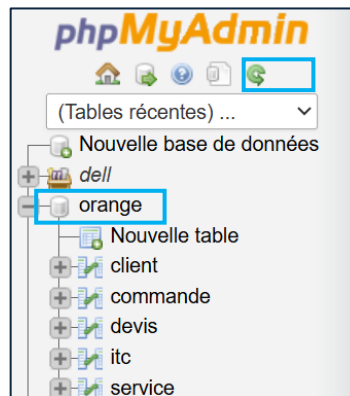 phpMyAdmin
(Tables récentes) ...
Nouvelle base de données
dell
orange
Nouvelle table
client
commande
devis
itc
service